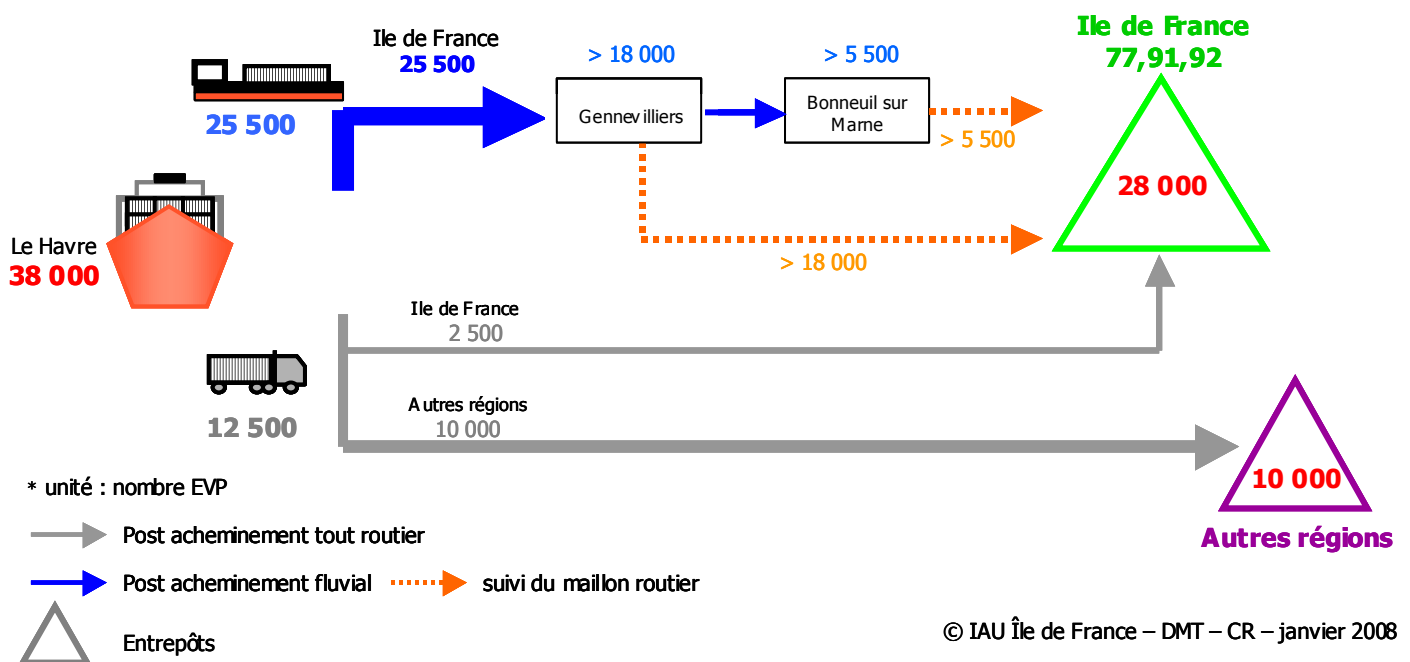 Ile de France
25 500
> 18 000
> 5 500
Ile de France
77,91,92
25 500
Gennevilliers
Bonneuil sur
Marne
> 5 500
28 000
Le Havre
38 000
> 18 000
Ile de France
2 500
12 500
Autres régions
10 000
10 000
Autres régions
* unité : nombre EVP
Post acheminement tout routier
Post acheminement fluvial
suivi du maillon routier
Entrepôts
© IAU Île de France – DMT – CR – janvier 2008